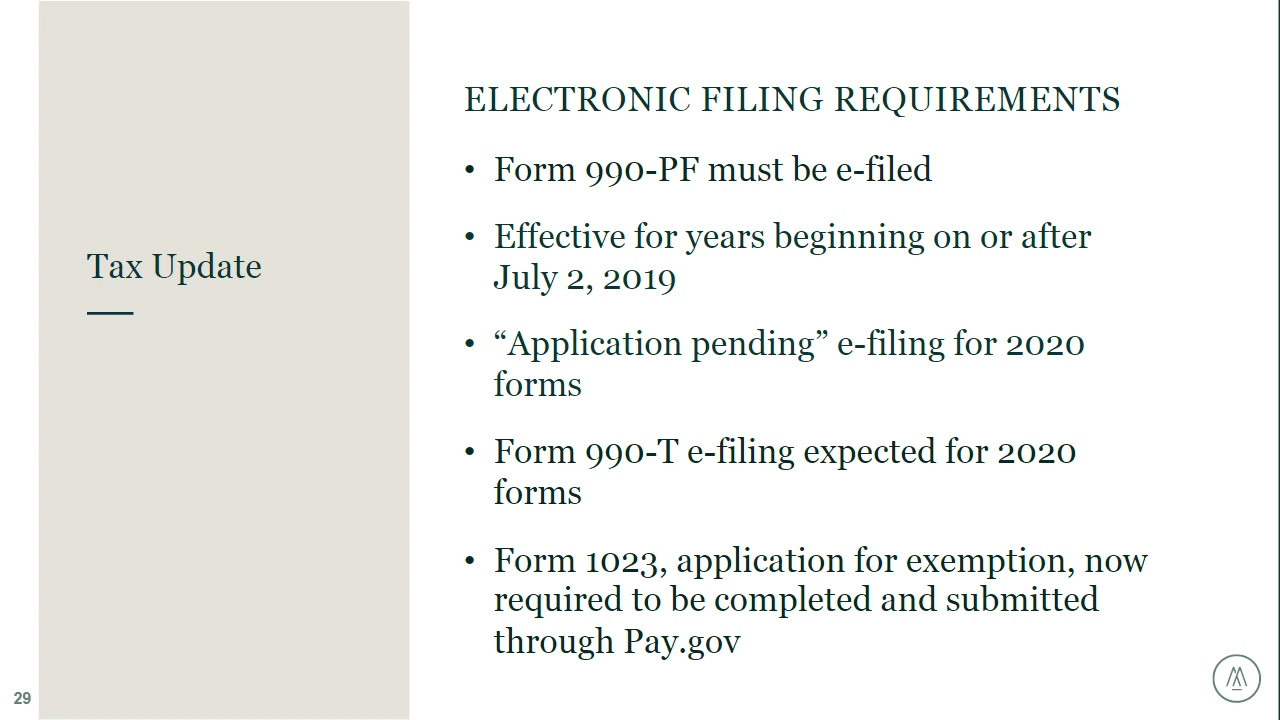 Tax Update
ELECTRONIC FILING REQUIREMENTS
• Form 990-PF must be e-filed
• Effective for years beginning on or after
July 2, 2019
• “Application pending” e-filing for 2020
forms
• Form 990-T e-filing expected for 2020
forms
• Form 1023, application for exemption, now
required to be completed and submitted
through Pay.gov
29